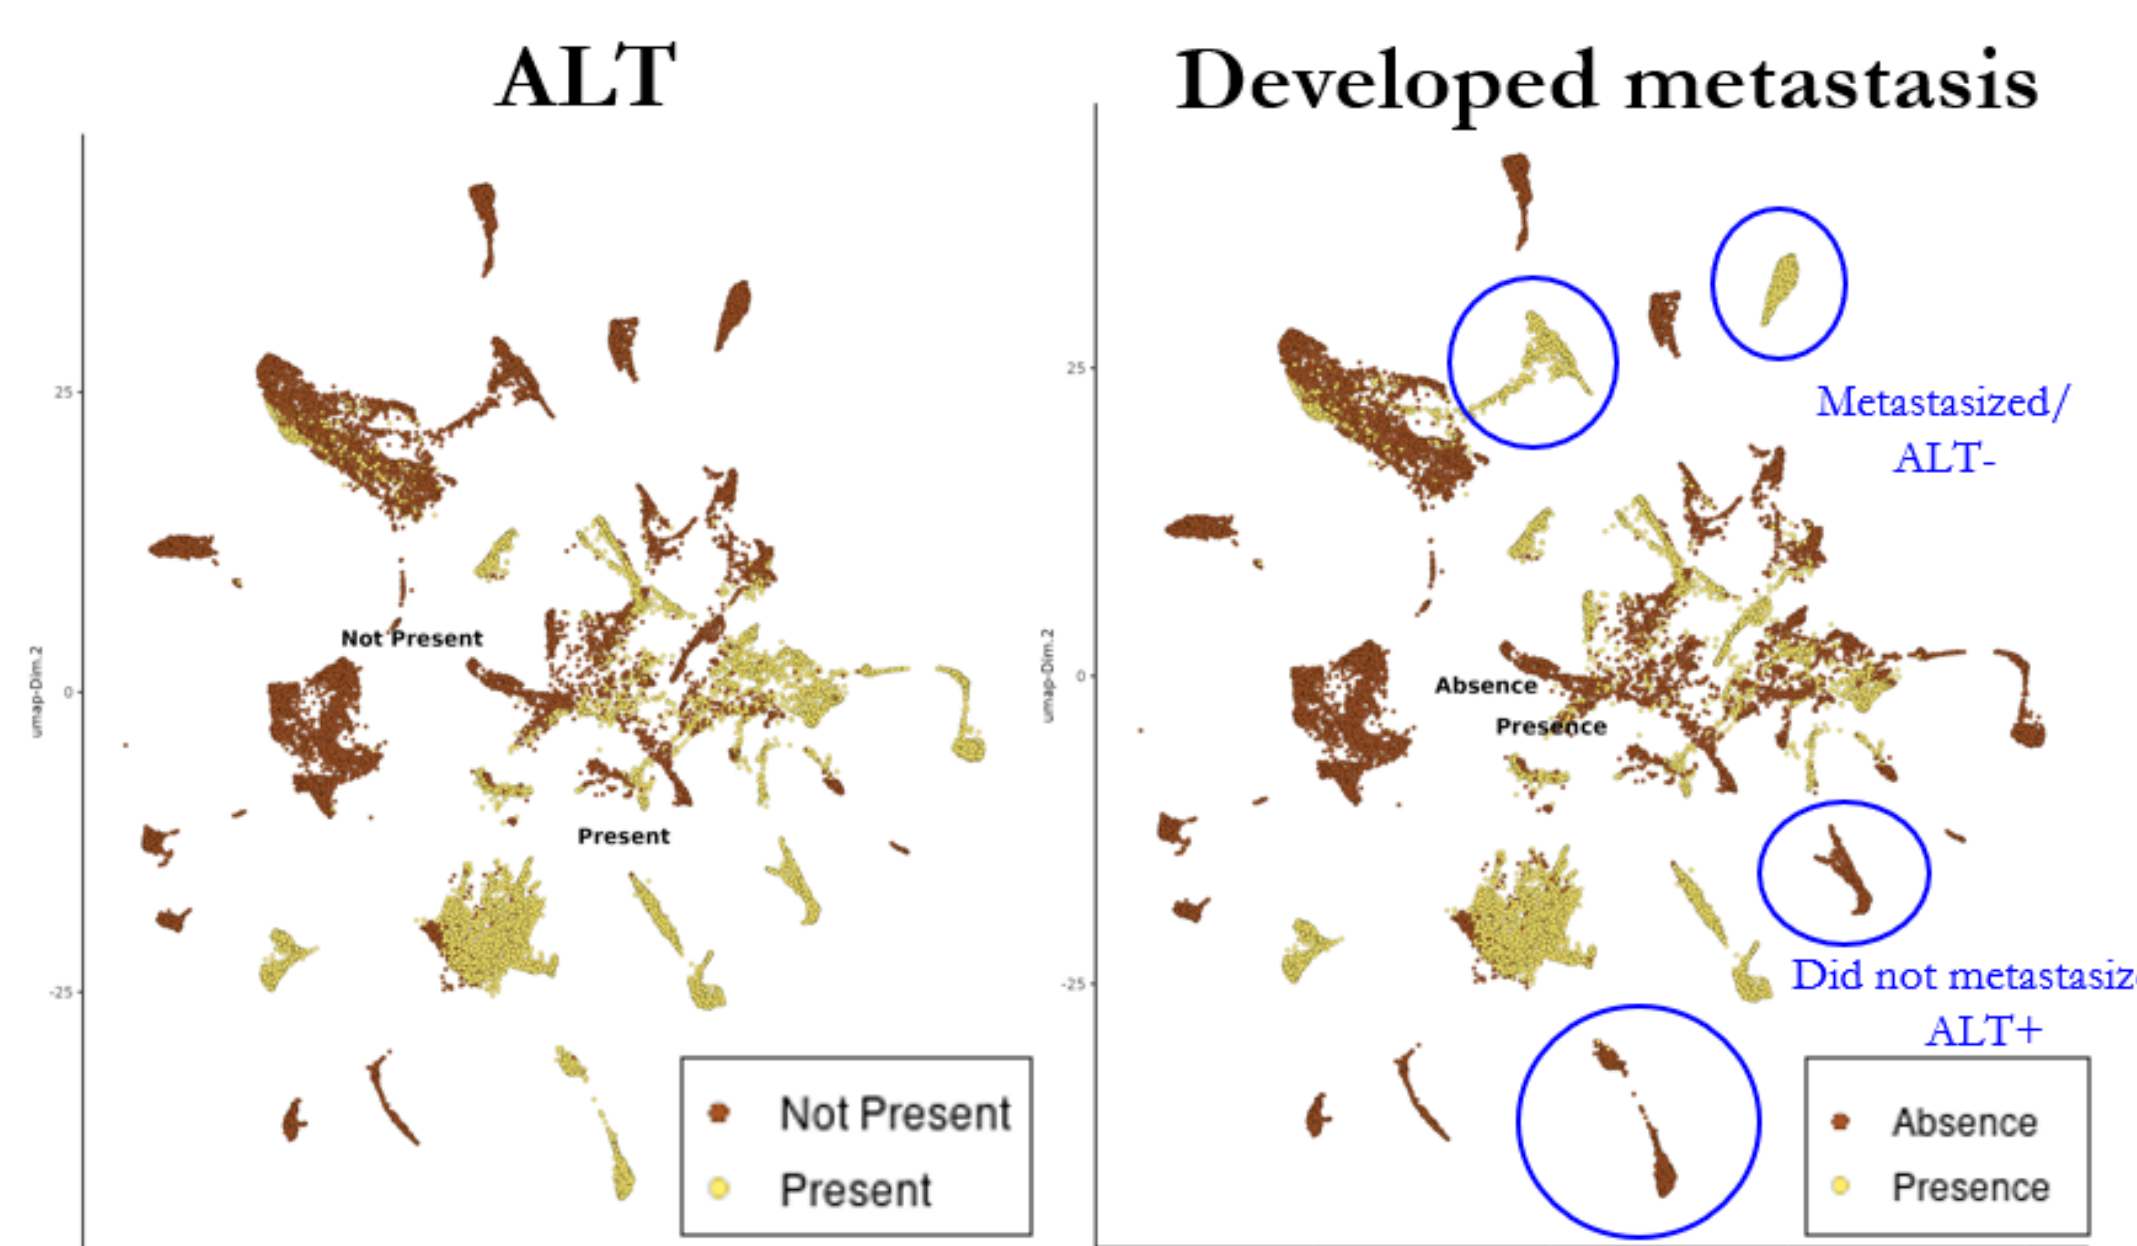 ALT
Developed metastasis
25
0
-25
umap-Dim.2
Not Present
Present
Not Present
Present
25
0
-25
umap-Dim.2
Metastasized/
ALT-
Absence
Presence
Did not metastasiz
ALT+
Absence
Presence